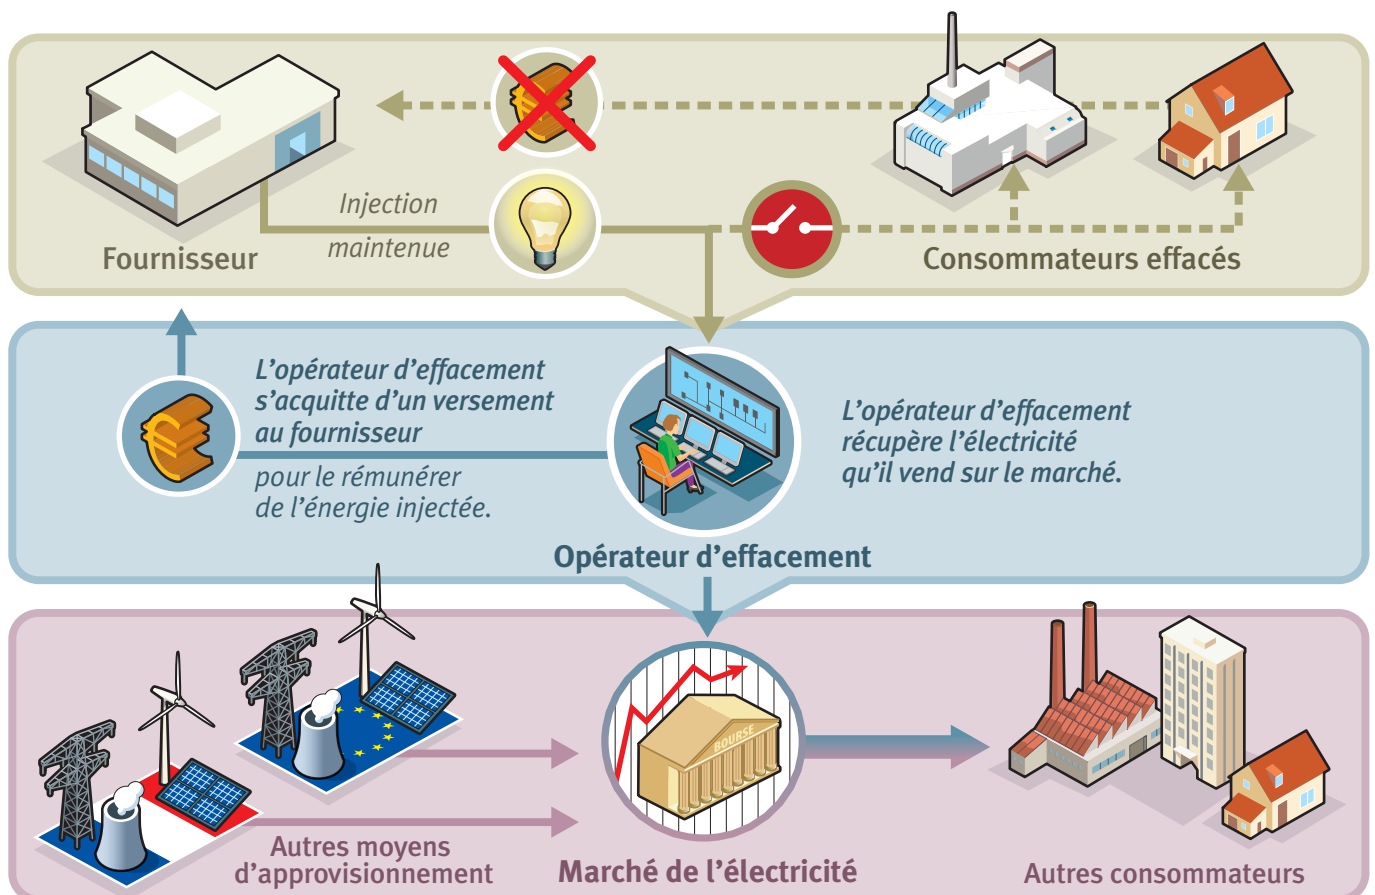 Injection
maintenue
Fournisseur
Consommateurs effacés
L'opérateur d'effacement
s'acquitte d'un versement
au fournisseur
pour le rémunérer
de l'énergie injectée.
L'opérateur d'effacement
récupère l'électricité
qu'il vend sur le marché.
Opérateur d'effacement
BOURSE
Autres moyens
d'approvisionnement
Marché de l'électricité
Autres consommateurs